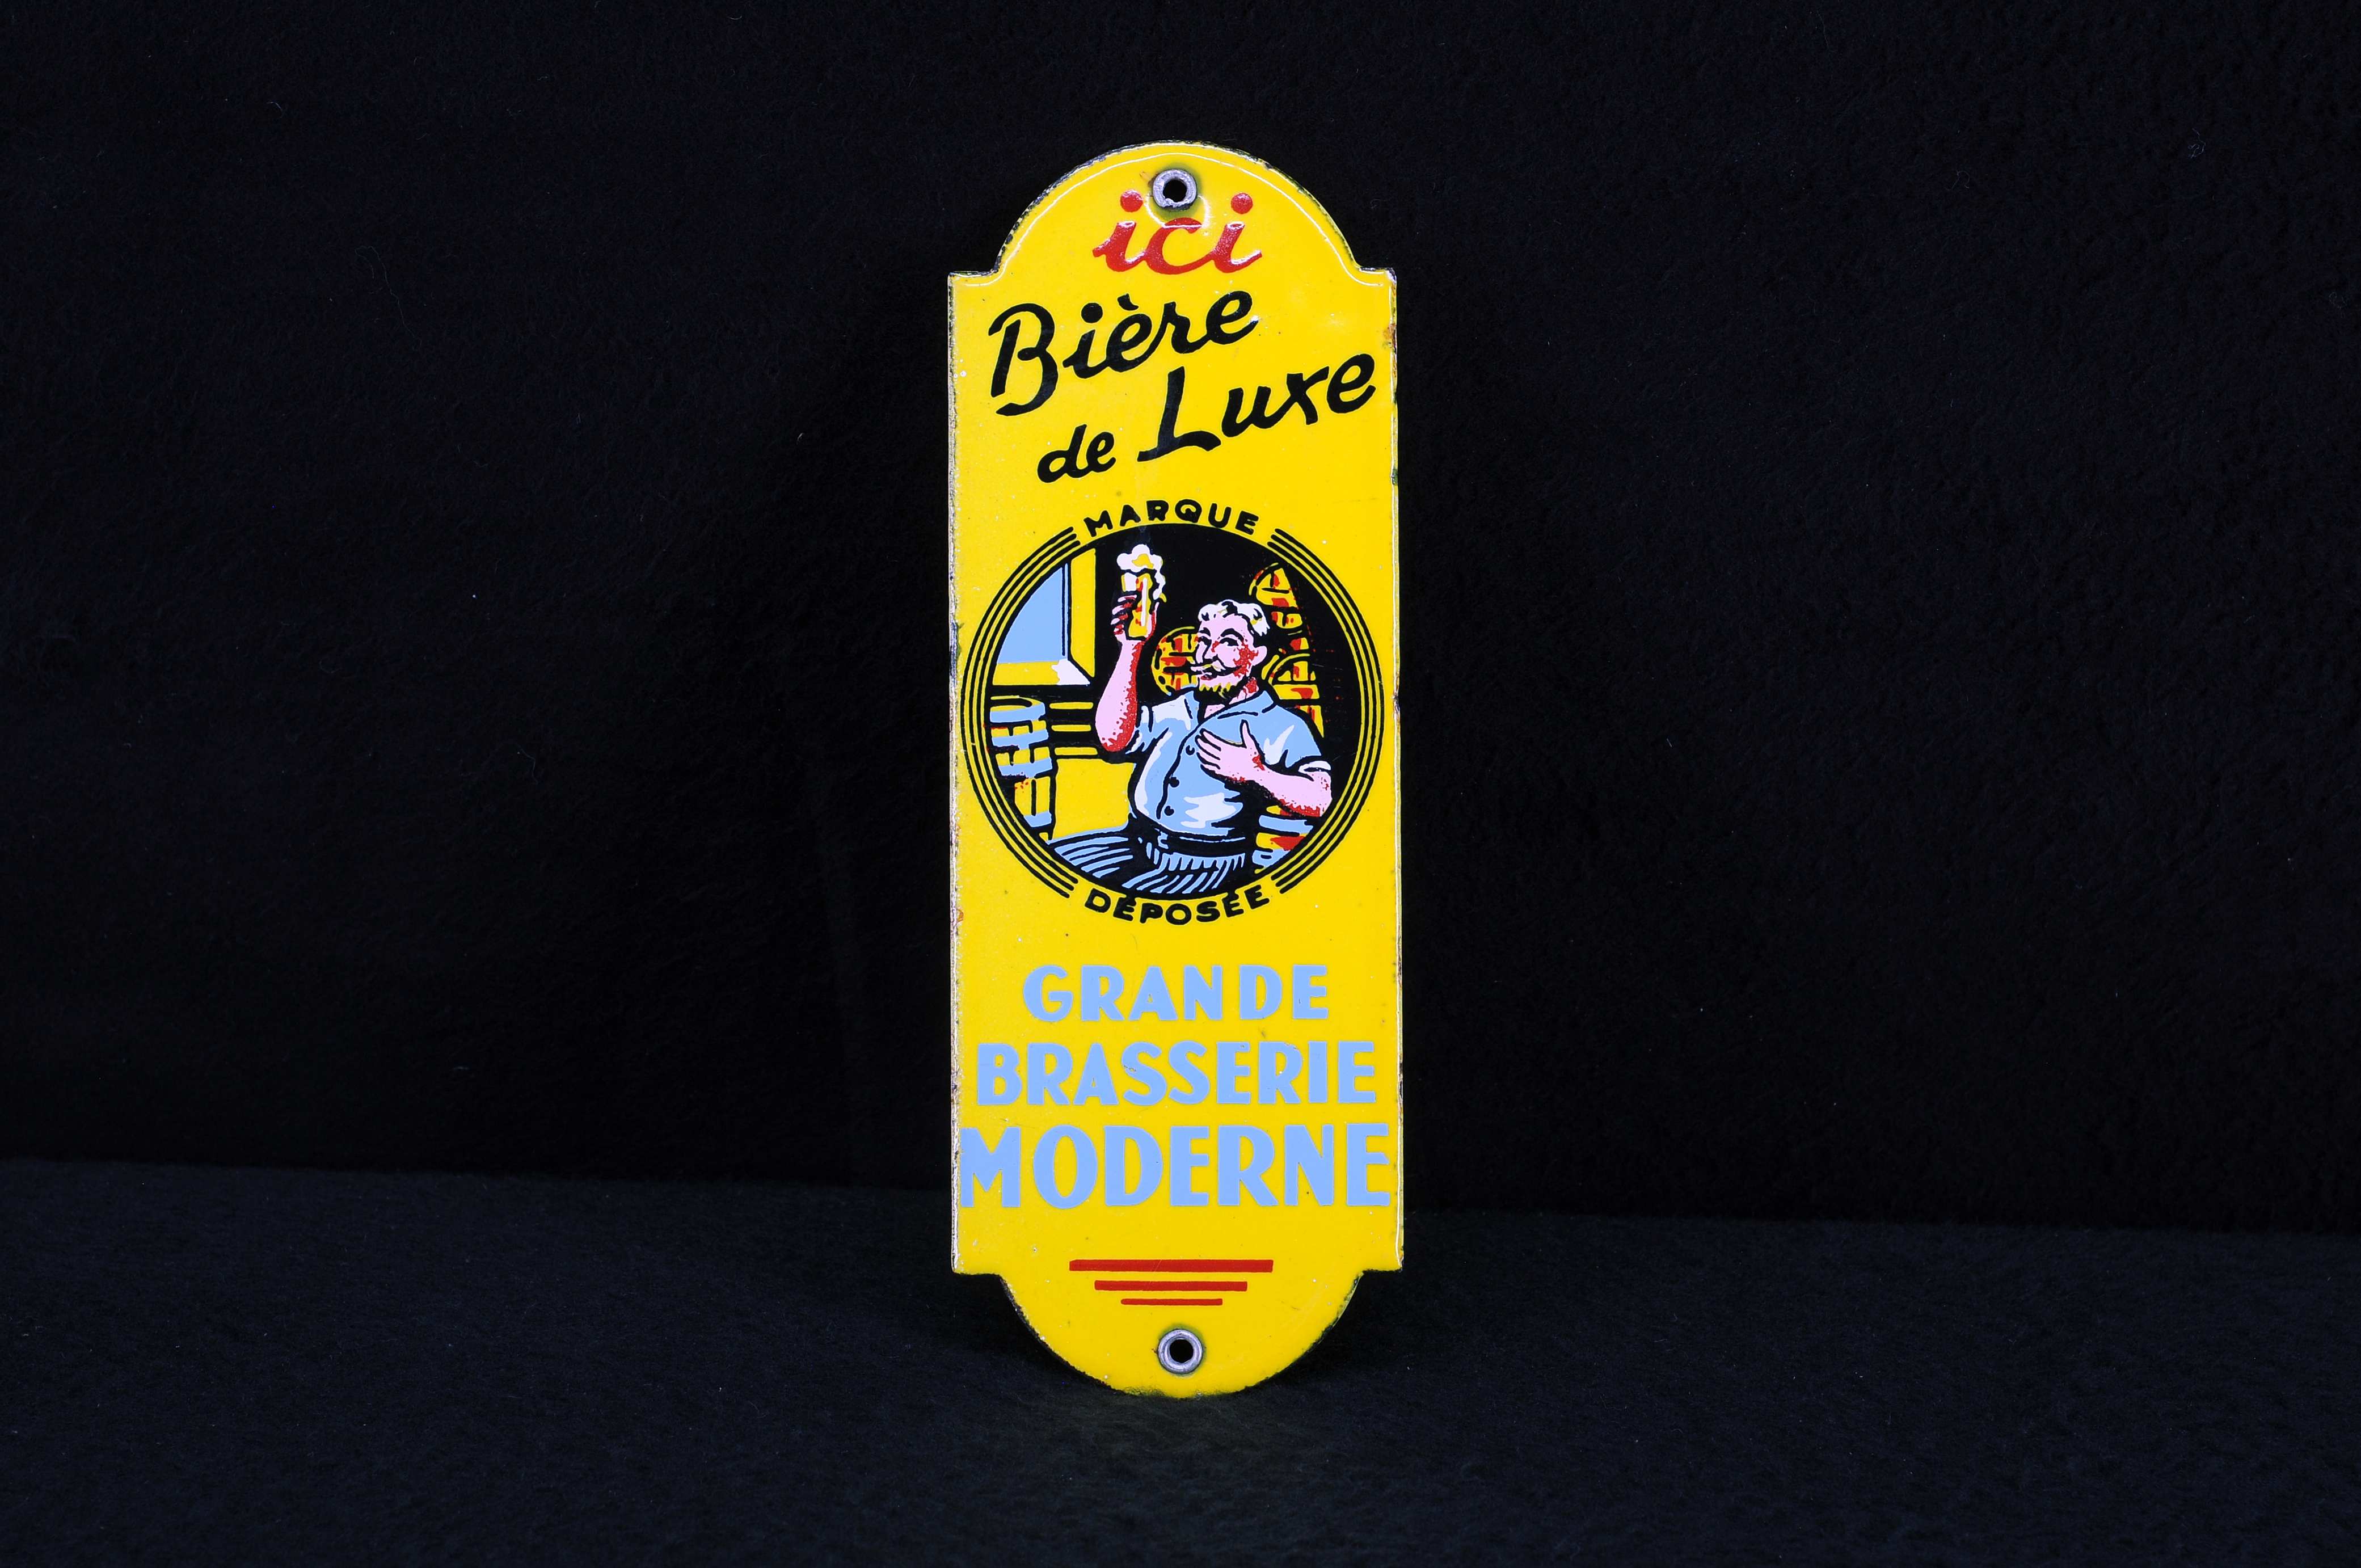 ici
Bière
de Luxe
MARQUE
DÉPOSÉE
GRANDE
BRASSERIE
MODERNE